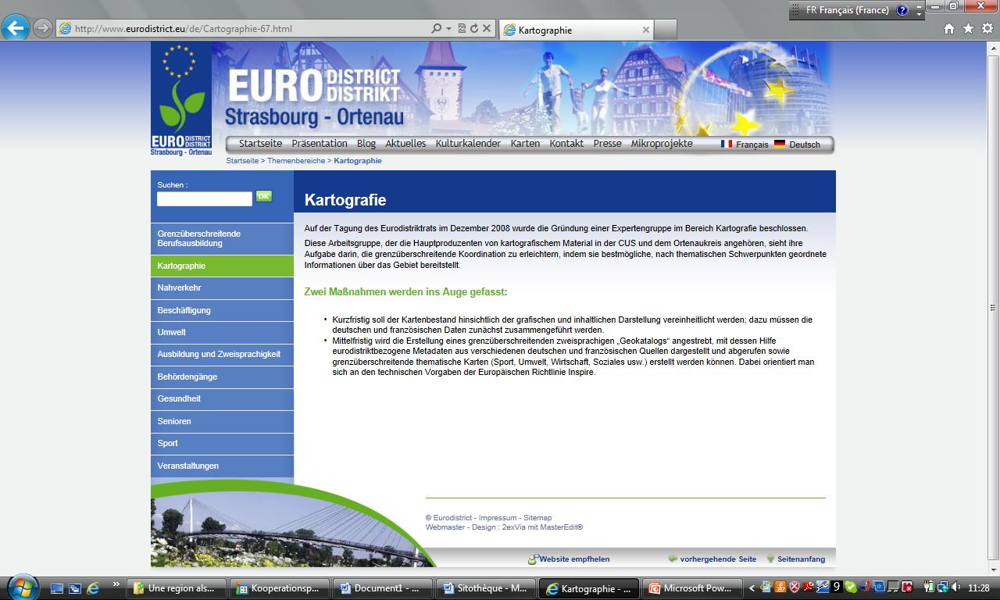 FR Français (France)
http://www.eurodistrict.eu/de/Cartographie-67.html
Kartographie
EURO DISTRICT DISTRIKT
Strasbourg - Ortenau
EURO DISTRICT DISTRIKT
Strasbourg - Ortenau
Startseite Präsentation Blog Aktuelles Kulturkalender Karten Kontakt Presse Mikroprojekte Français Deutsch
Startseite > Themenbereiche > Kartographie
Suchen :
OK
Grenzüberschreitende
Berufsausbildung
Kartographie
Nahverkehr
Beschäftigung
Umwelt
Ausbildung und Zweisprachigkeit
Behördengänge
Gesundheit
Senioren
Sport
Veranstaltungen
Kartografie
Auf der Tagung des Eurodistriktrats im Dezember 2008 wurde die Gründung einer Expertengruppe im Bereich Kartografie beschlossen.
Diese Arbeitsgruppe, der die Hauptproduzenten von kartografischem Material in der CUS und dem Ortenaukreis angehören, sieht ihre
Aufgabe darin, die grenzüberschreitende Koordination zu erleichtern, indem sie bestmögliche, nach thematischen Schwerpunkten geordnete
Informationen über das Gebiet bereitstellt.
Zwei Maßnahmen werden ins Auge gefasst:
• Kurzfristig soll der Kartenbestand hinsichtlich der grafischen und inhaltlichen Darstellung vereinheitlicht werden; dazu müssen die
deutschen und französischen Daten zunächst zusammengeführt werden.
• Mittelfristig wird die Erstellung eines grenzüberschreitenden zweisprachigen „Geokatalogs“ angestrebt, mit dessen Hilfe
eurodistriktbezogene Metadaten aus verschiedenen deutschen und französischen Quellen dargestellt und abgerufen sowie
grenzüberschreitende thematische Karten (Sport, Umwelt, Wirtschaft, Soziales usw.) erstellt werden können. Dabei orientiert man
sich an den technischen Vorgaben der Europäischen Richtlinie Inspire.
© Eurodistrict - Impressum - Sitemap
Webmaster - Design : 2exVia mit MasterEdit®
Website empfhelen vorhergehende Seite Seitenanfang
Une region als... Kooperationsp... Document1 - ... Sitothèque - M... Kartographie - ... Microsoft Pow... 9 11:28